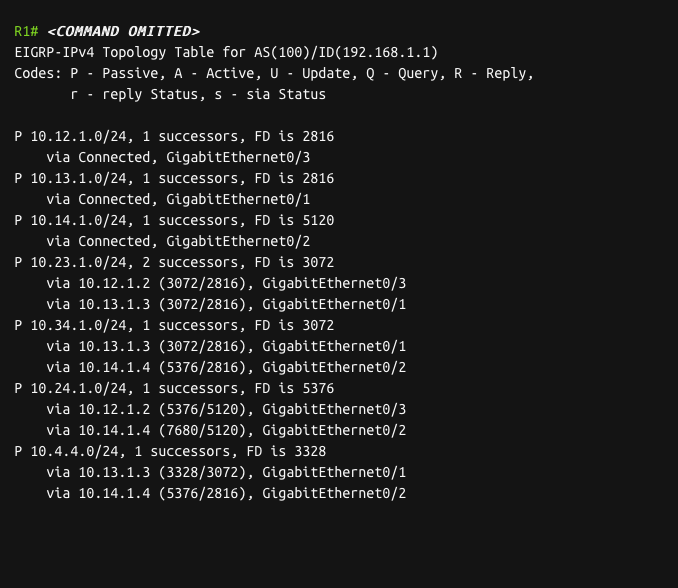 R1# <COMMAND OMITTED>
EIGRP-IPv4 Topology Table for AS(100)/ID(192.168.1.1)
Codes: P - Passive, A - Active, U - Update, Q - Query, R - Reply,
r - reply Status, s - sia Status
P 10.12.1.0/24, 1 successors, FD is 2816
via Connected, GigabitEthernet0/3
P 10.13.1.0/24, 1 successors, FD is 2816
via Connected, GigabitEthernet0/1
P 10.14.1.0/24, 1 successors, FD is 5120
via Connected, GigabitEthernet0/2
P 10.23.1.0/24, 2 successors, FD is 3072
via 10.12.1.2 (3072/2816), GigabitEthernet0/3
via 10.13.1.3 (3072/2816), GigabitEthernet0/1
P 10.34.1.0/24, 1 successors, FD is 3072
via 10.13.1.3 (3072/2816), GigabitEthernet0/1
via 10.14.1.4 (5376/2816), GigabitEthernet0/2
P 10.24.1.0/24, 1 successors, FD is 5376
via 10.12.1.2 (5376/5120), GigabitEthernet0/3
via 10.14.1.4 (7680/5120), GigabitEthernet0/2
P 10.4.4.0/24, 1 successors, FD is 3328
via 10.13.1.3 (3328/3072), GigabitEthernet0/1
via 10.14.1.4 (5376/2816), GigabitEthernet0/2